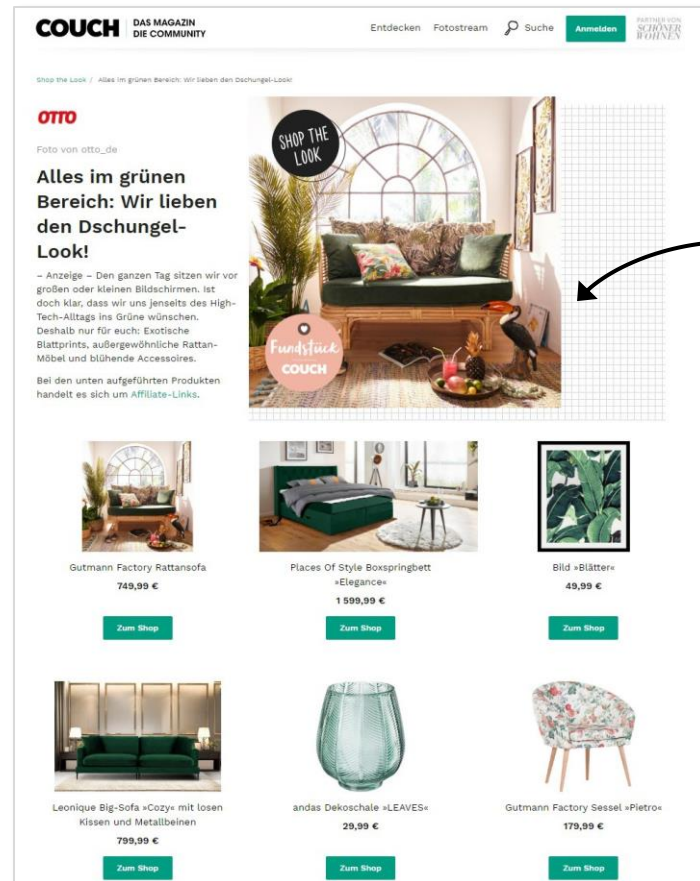 COUCH
DAS MAGAZIN
DIE COMMUNITY
Entdecken Fotostream Suche Anmelden
PARTNER VON
SCHÖNER
WOHNEN
Shop the Look / Alles im grünen Bereich: Wir lieben den Dschungel-Look!
OTTO
Foto von otto_de
Alles im grünen
Bereich: Wir lieben
den Dschungel-
Look!
– Anzeige – Den ganzen Tag sitzen wir vor
großen oder kleinen Bildschirmen. Ist
doch klar, dass wir uns jenseits des High-
Tech-Alltags ins Grüne wünschen.
Deshalb nur für euch: Exotische
Blattprints, außergewöhnliche Rattan-
Möbel und blühende Accessoires.
Bei den unten aufgeführten Produkten
handelt es sich um Affiliate-Links.
SHOP THE
LOOK
Fundstück
COUCH
Gutmann Factory Rattansofa
749,99 €
Zum Shop
Places Of Style Boxspringbett
»Elegance«
1 599,99 €
Zum Shop
Bild »Blätter«
49,99 €
Zum Shop
Leonique Big-Sofa »Cozy« mit losen
Kissen und Metallbeinen
799,99 €
Zum Shop
andas Dekoschale »LEAVES«
29,99 €
Zum Shop
Gutmann Factory Sessel »Pietro«
179,99 €
Zum Shop